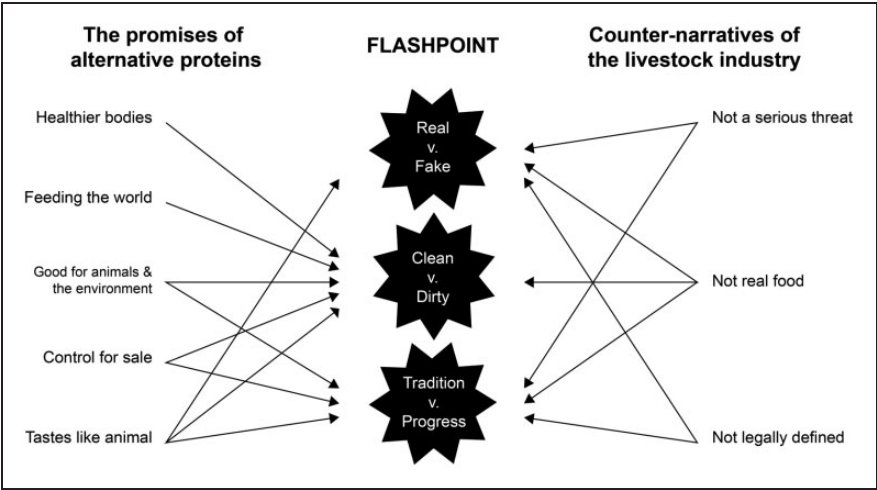 The promises of
alternative proteins
FLASHPOINT
Counter-narratives of
the livestock industry
Healthier bodies
Feeding the world
Good for animals &
the environment
Control for sale
Tastes like animal
Real
v.
Fake
Clean
v.
Dirty
Tradition
v.
Progress
Not a serious threat
Not real food
Not legally defined